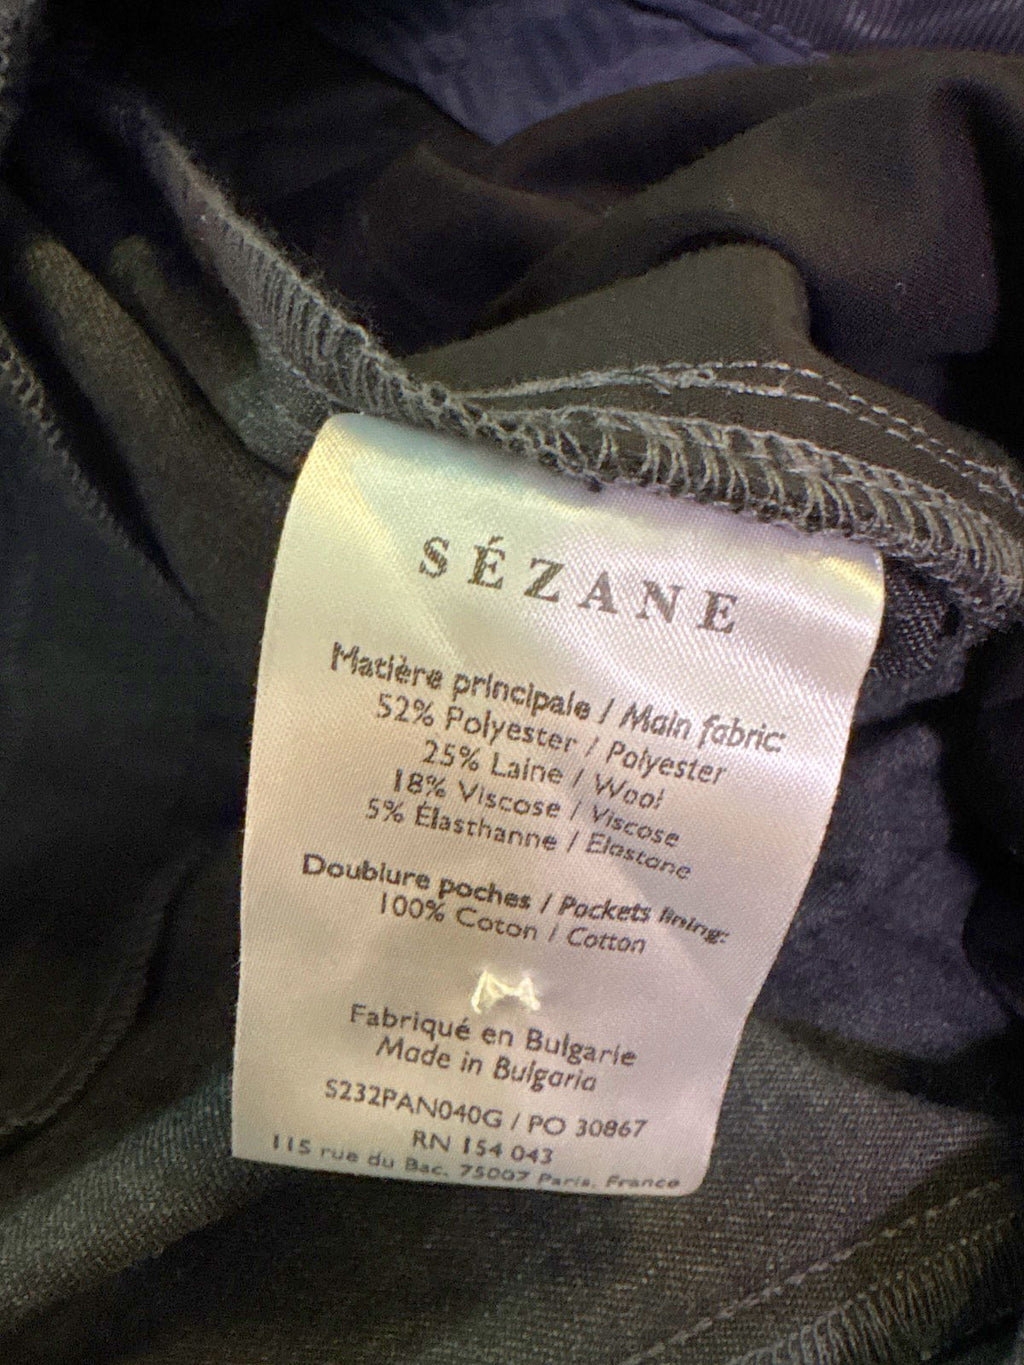 SÉZANE
Matière principale / Main fabric:
52% Polyester / Polyester
25% Laine / Wool
18% Viscose / Viscose
5% Élasthanne / Elastane
Doublure poches / Pockets lining:
100% Coton / Cotton
Fabriqué en Bulgarie
Made in Bulgaria
S232PAN040G / PO 30867
RN 154 043
115 rue du Bac, 75007 Paris, France